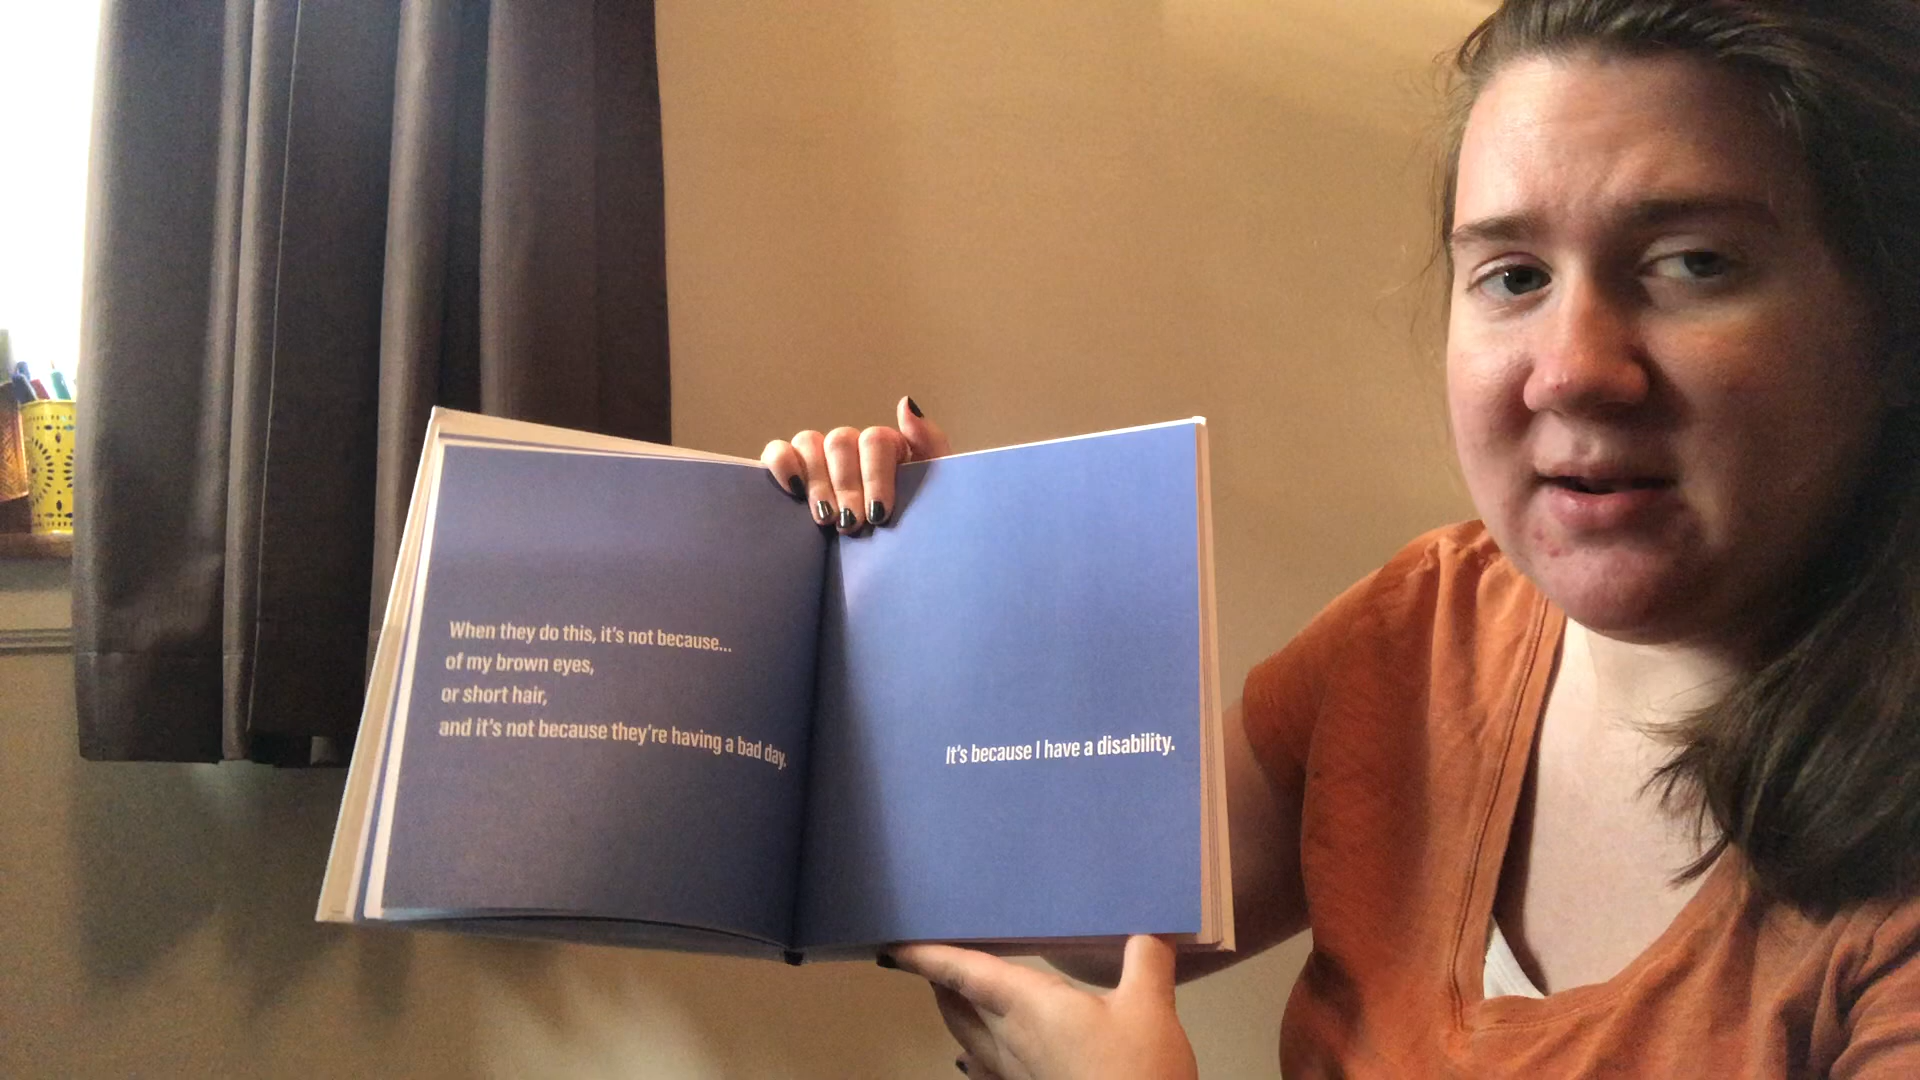 When they do this, it's not because...
of my brown eyes,
or short hair,
and it's not because they're having a bad day.
It's because I have a disability.